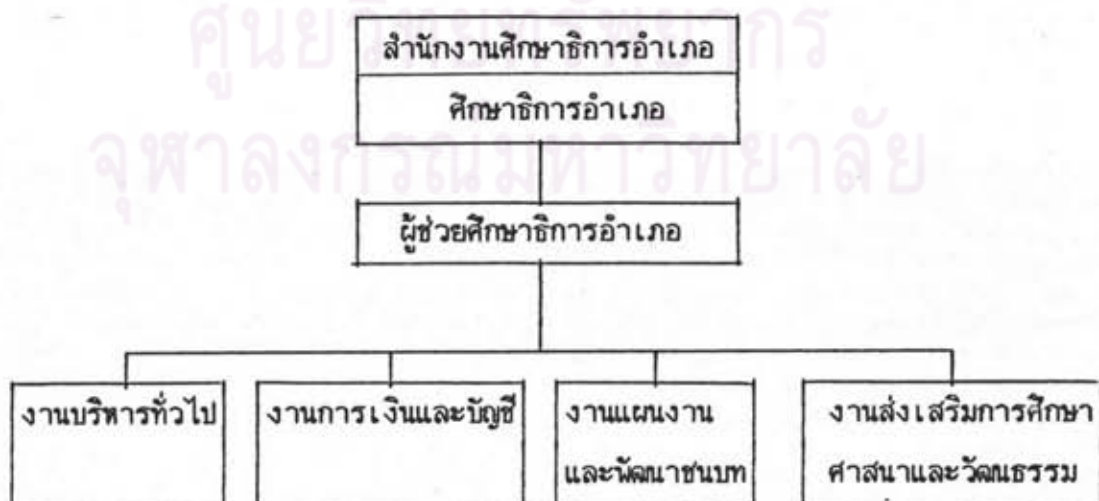 ศูนย์วิทยทรัพยากร
จุฬาลงกรณ์มหาวิทยาลัย
สำนักงานศึกษาธิการอำเภอ
ศึกษาธิการอำเภอ
ผู้ช่วยศึกษาธิการอำเภอ
งานบริหารทั่วไป
งานการเงินและบัญชี
งานแผนงาน
และพัฒนาชนบท
งานส่งเสริมการศึกษา
ศาสนาและวัฒนธรรม